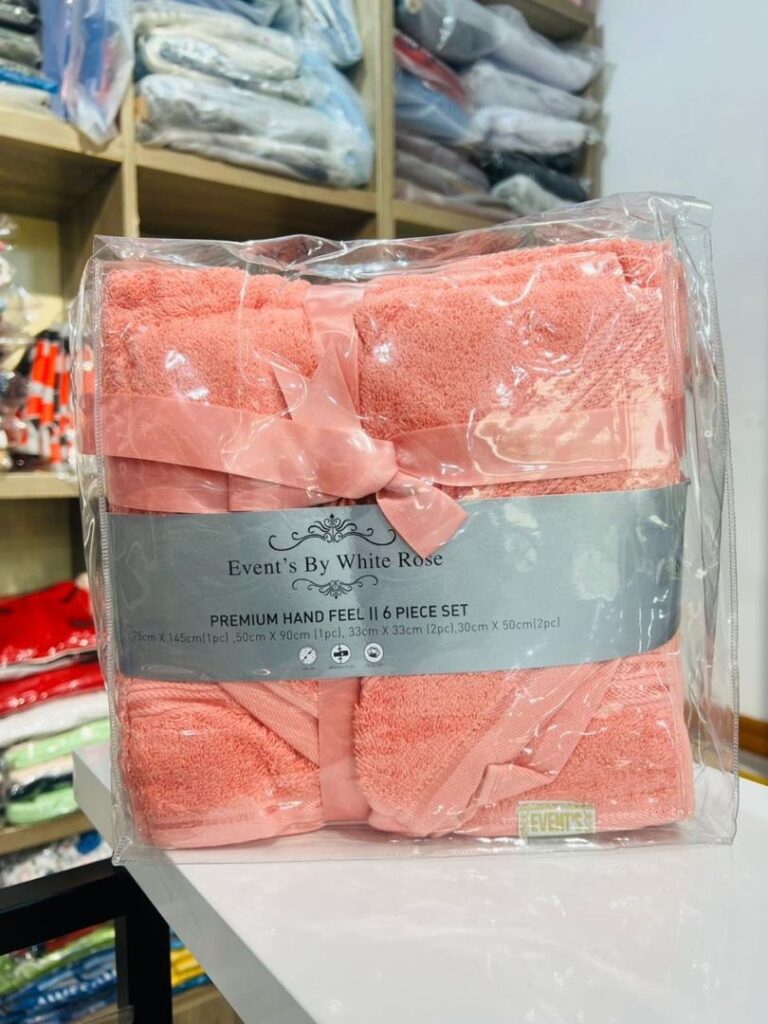 Event's By White Rose
PREMIUM HAND FEEL || 6 PIECE SET
75cm X 145cm(1pc) ,50cm X 90cm (1pc), 33cm X 33cm (2pc),30cm X 50cm(2pc)
EVENT'S